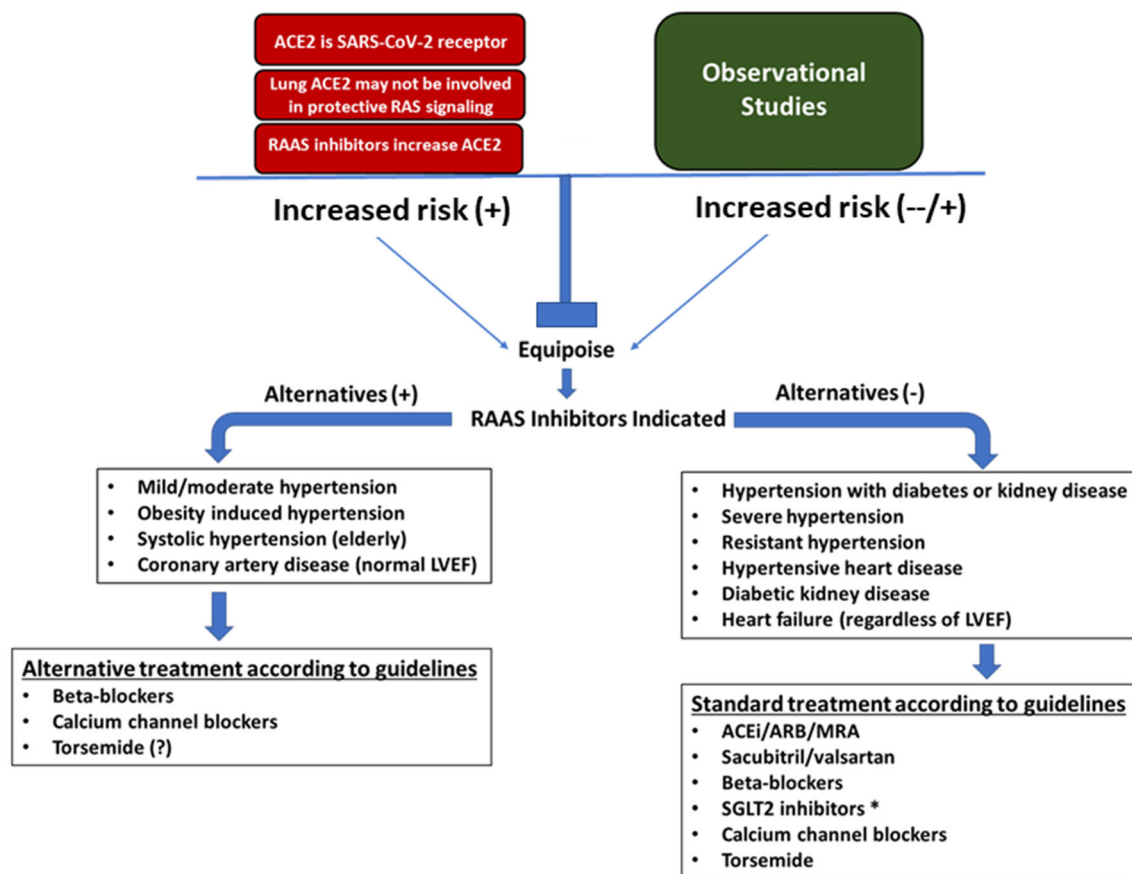 ACE2 is SARS-CoV-2 receptor
Lung ACE2 may not be involved
in protective RAS signaling
RAAS inhibitors increase ACE2
Observational
Studies
Increased risk (+)
Increased risk (--/+)
Equipoise
Alternatives (+)
Alternatives (-)
RAAS Inhibitors Indicated
• Mild/moderate hypertension
• Obesity induced hypertension
• Systolic hypertension (elderly)
• Coronary artery disease (normal LVEF)
• Hypertension with diabetes or kidney disease
• Severe hypertension
• Resistant hypertension
• Hypertensive heart disease
• Diabetic kidney disease
• Heart failure (regardless of LVEF)
Alternative treatment according to guidelines
• Beta-blockers
• Calcium channel blockers
• Torsemide (?)
Standard treatment according to guidelines
• ACEi/ARB/MRA
• Sacubitril/valsartan
• Beta-blockers
• SGLT2 inhibitors *
• Calcium channel blockers
• Torsemide